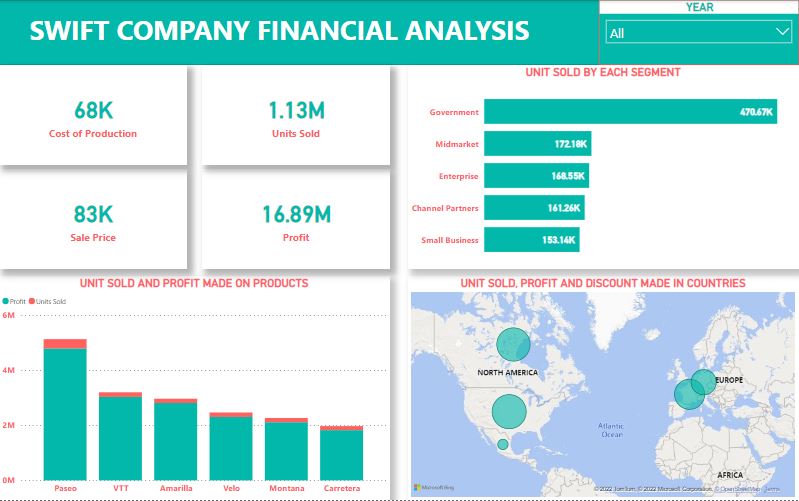 SWIFT COMPANY FINANCIAL ANALYSIS
YEAR
All
68K
Cost of Production
1.13M
Units Sold
83K
Sale Price
16.89M
Profit
UNIT SOLD BY EACH SEGMENT
Government 470.67K
Midmarket 172.18K
Enterprise 168.55K
Channel Partners 161.26K
Small Business 153.14K
UNIT SOLD AND PROFIT MADE ON PRODUCTS
Profit Units Sold
6M
4M
2M
0M
Paseo VTT Amarilla Velo Montana Carretera
UNIT SOLD, PROFIT AND DISCOUNT MADE IN COUNTRIES
NORTH AMERICA
EUROPE
Atlantic
Ocean
AFRICA
Microsoft Bing
© 2022 TomTom, © 2022 Microsoft Corporation, © OpenStreetMap Terms